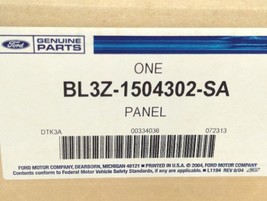 Ford
GENUINE
PARTS
ONE
BL3Z-1504302-SA
PANEL
DTK3A 00334036 072313
FORD MOTOR COMPANY, DEARBORN, MICHIGAN 48121 ▶ PRINTED IN U.S.A. © 2004, FORD MOTOR COMPANY
Contents conform to Federal Motor Vehicle Safety Standards, if any are applicable. ▶ L1194 REV 8/04